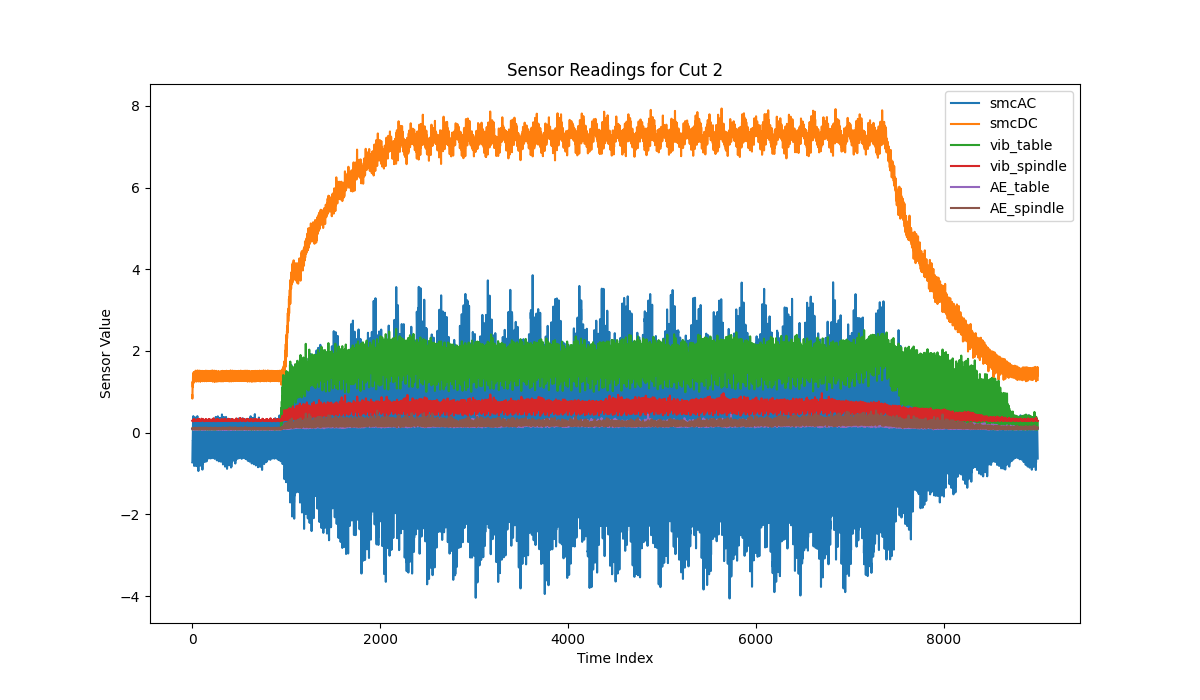 Sensor Readings for Cut 2
smcAC
smcDC
vib_table
vib_spindle
AE_table
AE_spindle
Sensor Value
8
6
4
2
0
−2
−4
0 2000 4000 6000 8000
Time Index